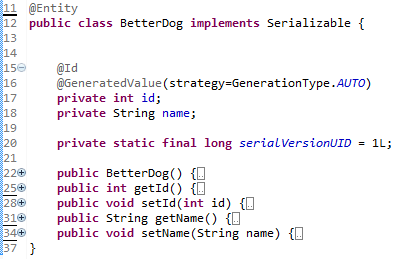 11 @Entity
12 public class BetterDog implements Serializable {
13
14
15 @Id
16 @GeneratedValue(strategy=GenerationType.AUTO)
17 private int id;
18 private String name;
19
20 private static final long serialVersionUID = 1L;
21
22 public BetterDog() {
25 public int getId() {
28 public void setId(int id) {
31 public String getName() {
34 public void setName(String name) {
37 }